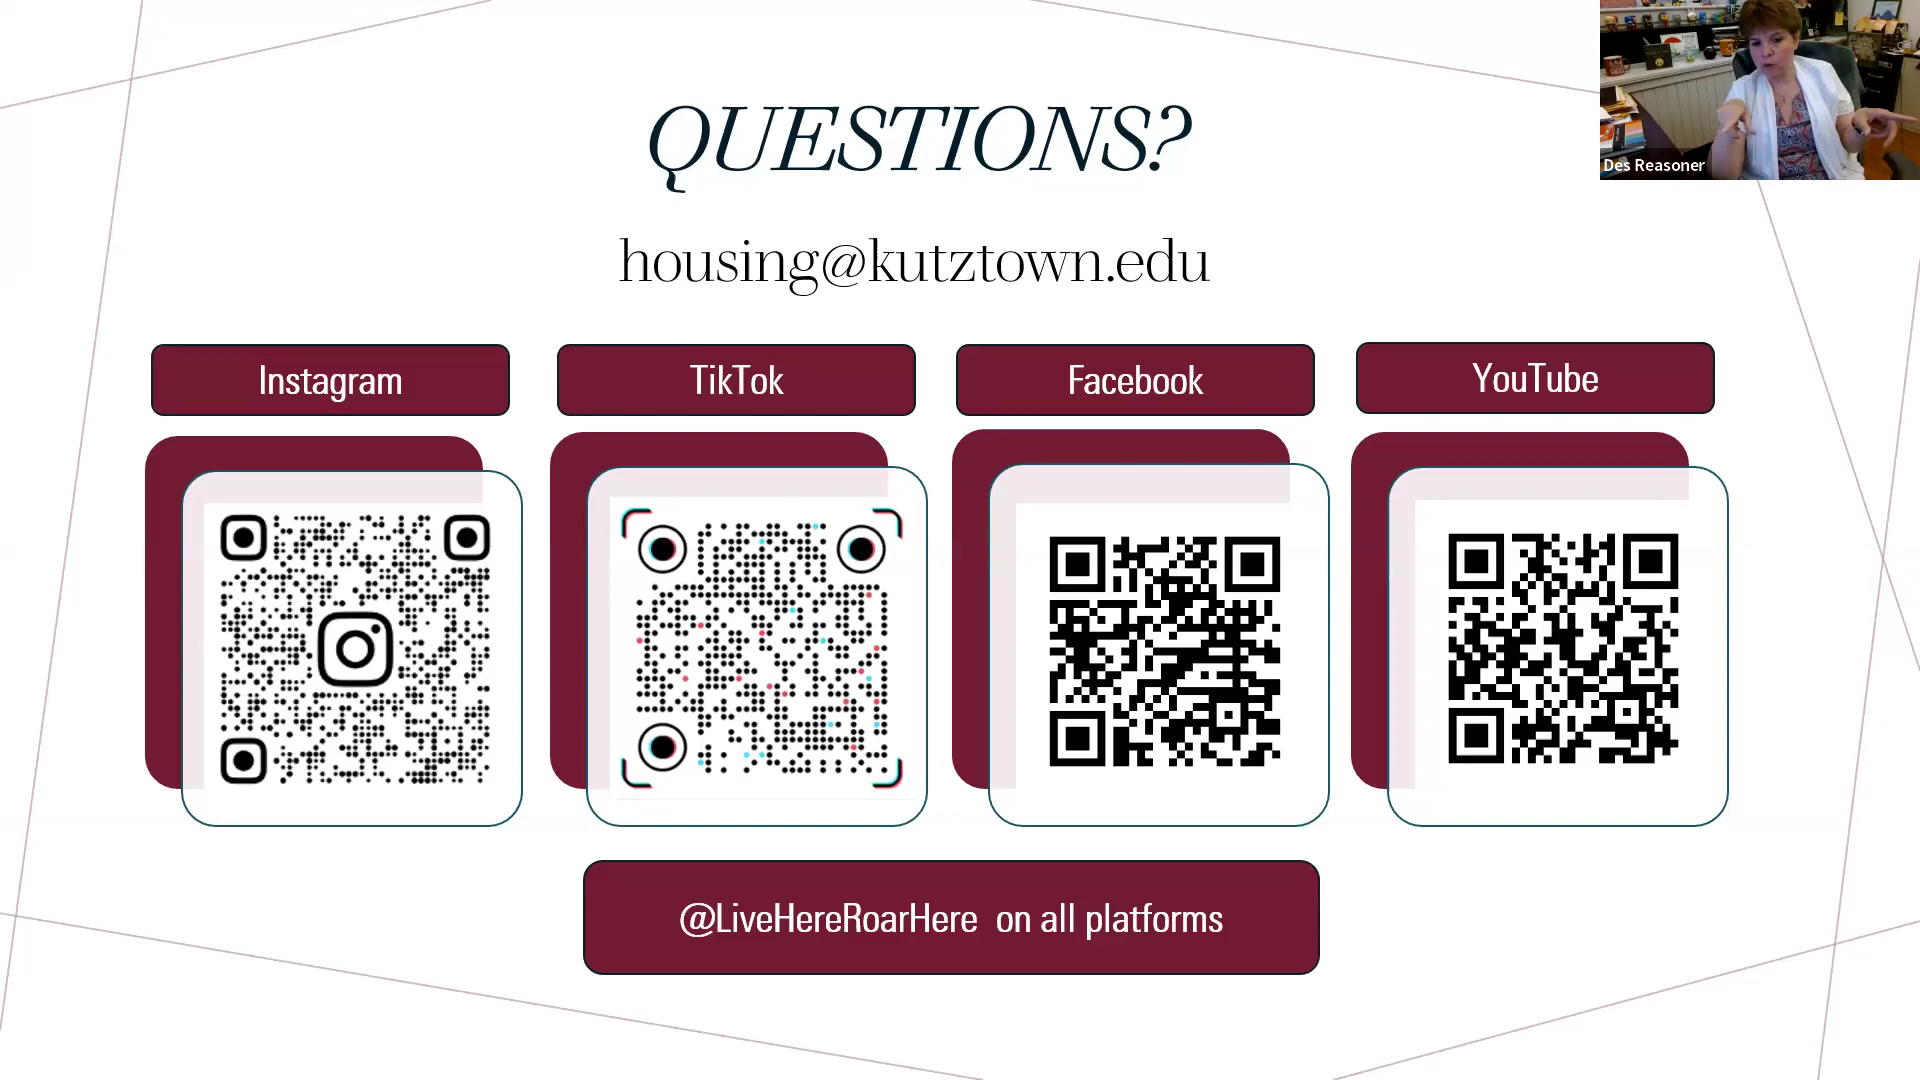 QUESTIONS?
housing@kutztown.edu
Instagram
TikTok
Facebook
YouTube
@LiveHereRoarHere on all platforms
Des Reasoner